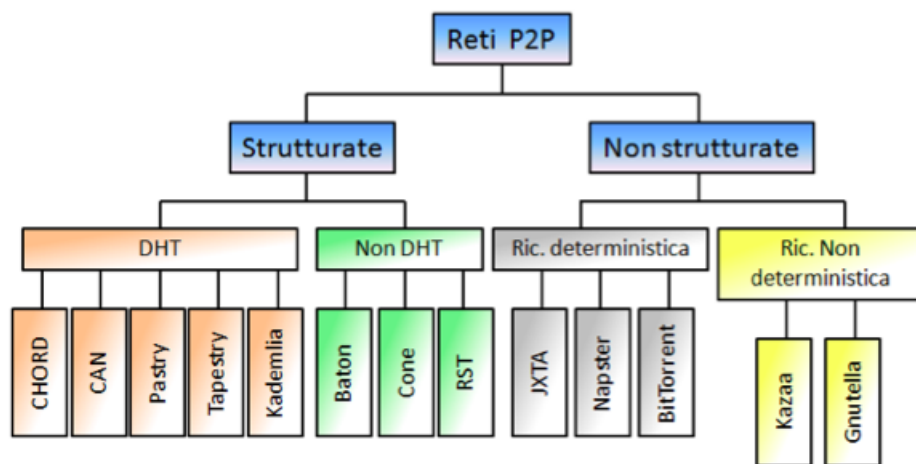 Reti P2P
Strutturate
Non strutturate
DHT
Non DHT
Ric. deterministica
Ric. Non
deterministica
CHORD
CAN
Pastry
Tapestry
Kademlia
Baton
Cone
RST
JXTA
Napster
BitTorrent
Kazaa
Gnutella